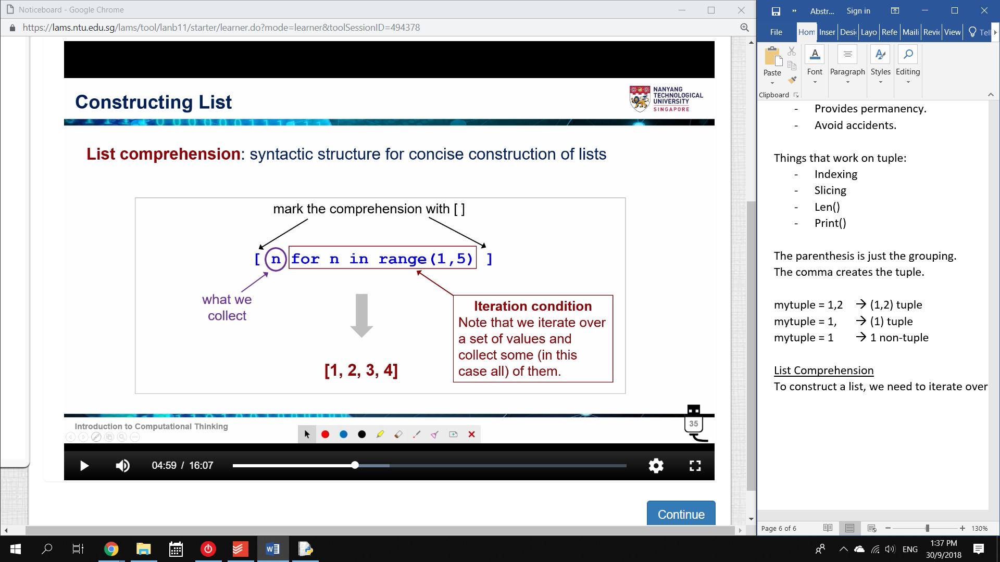 Noticeboard - Google Chrome
https://lams.ntu.edu.sg/lams/tool/lanb11/starter/learner.do?mode=learner&toolSessionID=494378
Constructing List
NANYANG
TECHNOLOGICAL
UNIVERSITY
SINGAPORE
List comprehension: syntactic structure for concise construction of lists
mark the comprehension with [ ]
[ n for n in range(1,5) ]
what we
collect
Iteration condition
Note that we iterate over
a set of values and
collect some (in this
case all) of them.
[1, 2, 3, 4]
35
Introduction to Computational Thinking
04:59 / 16:07
Continue
Abstr... Sign in
File Hom Inser Desi Layo Refe Maili Revie View Tel
Paste Font Paragraph Styles Editing
Clipboard
- Provides permanency.
- Avoid accidents.
Things that work on tuple:
- Indexing
- Slicing
- Len()
- Print()
The parenthesis is just the grouping.
The comma creates the tuple.
mytuple = 1,2 → (1,2) tuple
mytuple = 1, → (1) tuple
mytuple = 1 → 1 non-tuple
List Comprehension
To construct a list, we need to iterate over
Page 6 of 6 130%
ENG 1:37 PM
30/9/2018